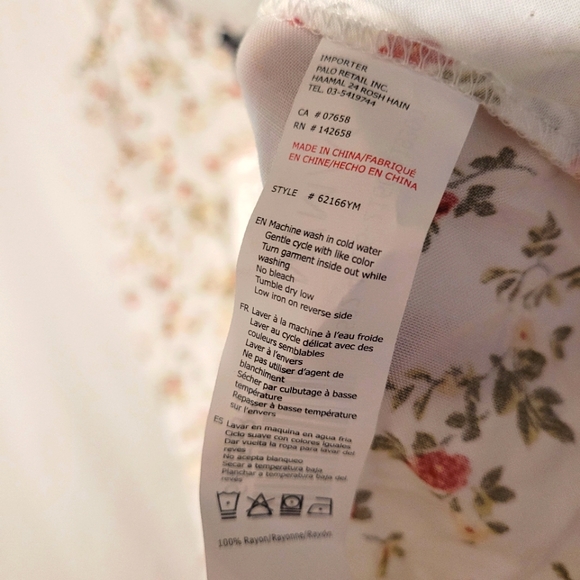 IMPORTER
PALO RETAIL INC.
HAAMAL 24 ROSH HAIN
TEL. 03-5419744
CA # 07658
RN # 142658
MADE IN CHINA/FABRIQUÉ
EN CHINE/HECHO EN CHINA
STYLE # 62166YM
EN Machine wash in cold water
Gentle cycle with like color
Turn garment inside out while
washing
No bleach
Tumble dry low
Low iron on reverse side
FR Laver à la machine à l'eau froide
Laver au cycle délicat avec des
couleurs semblables
Laver à l'envers
Ne pas utiliser d'agent de
blanchiment
Sécher par culbutage à basse
température
Repasser à basse température
sur l'envers
ES Lavar en maquina en agua fria
Ciclo suave con colores iguales
Dar vuelta la ropa para lavar del
reves
No acepta blanqueo
Secar a temperatura baja
Planchar a temperatura baja del
reves
100% Rayon/Rayonne/Rayón